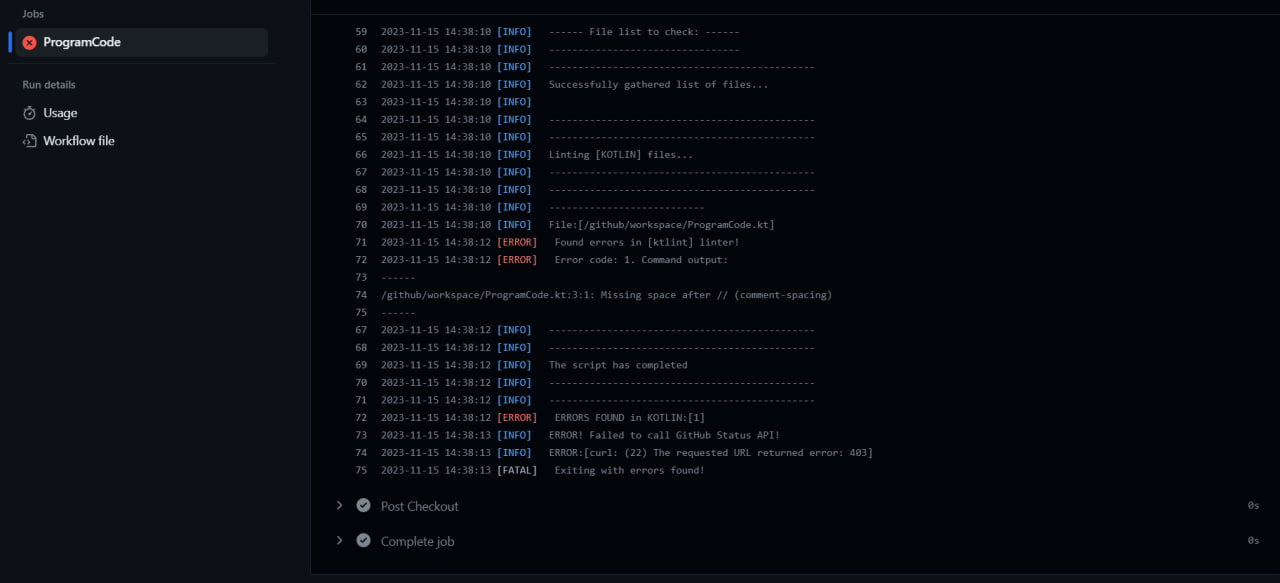 Jobs
ProgramCode
Run details
Usage
Workflow file
59 2023-11-15 14:38:10 [INFO] ------ File list to check: ------
60 2023-11-15 14:38:10 [INFO] ----------------------------
61 2023-11-15 14:38:10 [INFO] ----------------------------------------------
62 2023-11-15 14:38:10 [INFO] Successfully gathered list of files...
63 2023-11-15 14:38:10 [INFO]
64 2023-11-15 14:38:10 [INFO] ----------------------------------------------
65 2023-11-15 14:38:10 [INFO] ----------------------------------------------
66 2023-11-15 14:38:10 [INFO] Linting [KOTLIN] files...
67 2023-11-15 14:38:10 [INFO] ----------------------------------------------
68 2023-11-15 14:38:10 [INFO] ----------------------------------------------
69 2023-11-15 14:38:10 [INFO] ---------------------------
70 2023-11-15 14:38:10 [INFO] File:[/github/workspace/ProgramCode.kt]
71 2023-11-15 14:38:12 [ERROR] Found errors in [ktlint] linter!
72 2023-11-15 14:38:12 [ERROR] Error code: 1. Command output:
73 ------
74 /github/workspace/ProgramCode.kt:3:1: Missing space after // (comment-spacing)
75 ------
67 2023-11-15 14:38:12 [INFO] ----------------------------------------------
68 2023-11-15 14:38:12 [INFO] ----------------------------------------------
69 2023-11-15 14:38:12 [INFO] The script has completed
70 2023-11-15 14:38:12 [INFO] ----------------------------------------------
71 2023-11-15 14:38:12 [INFO] ----------------------------------------------
72 2023-11-15 14:38:12 [ERROR] ERRORS FOUND in KOTLIN:[1]
73 2023-11-15 14:38:13 [INFO] ERROR! Failed to call GitHub Status API!
74 2023-11-15 14:38:13 [INFO] ERROR:[curl: (22) The requested URL returned error: 403]
75 2023-11-15 14:38:13 [FATAL] Exiting with errors found!
Post Checkout 0s
Complete job 0s